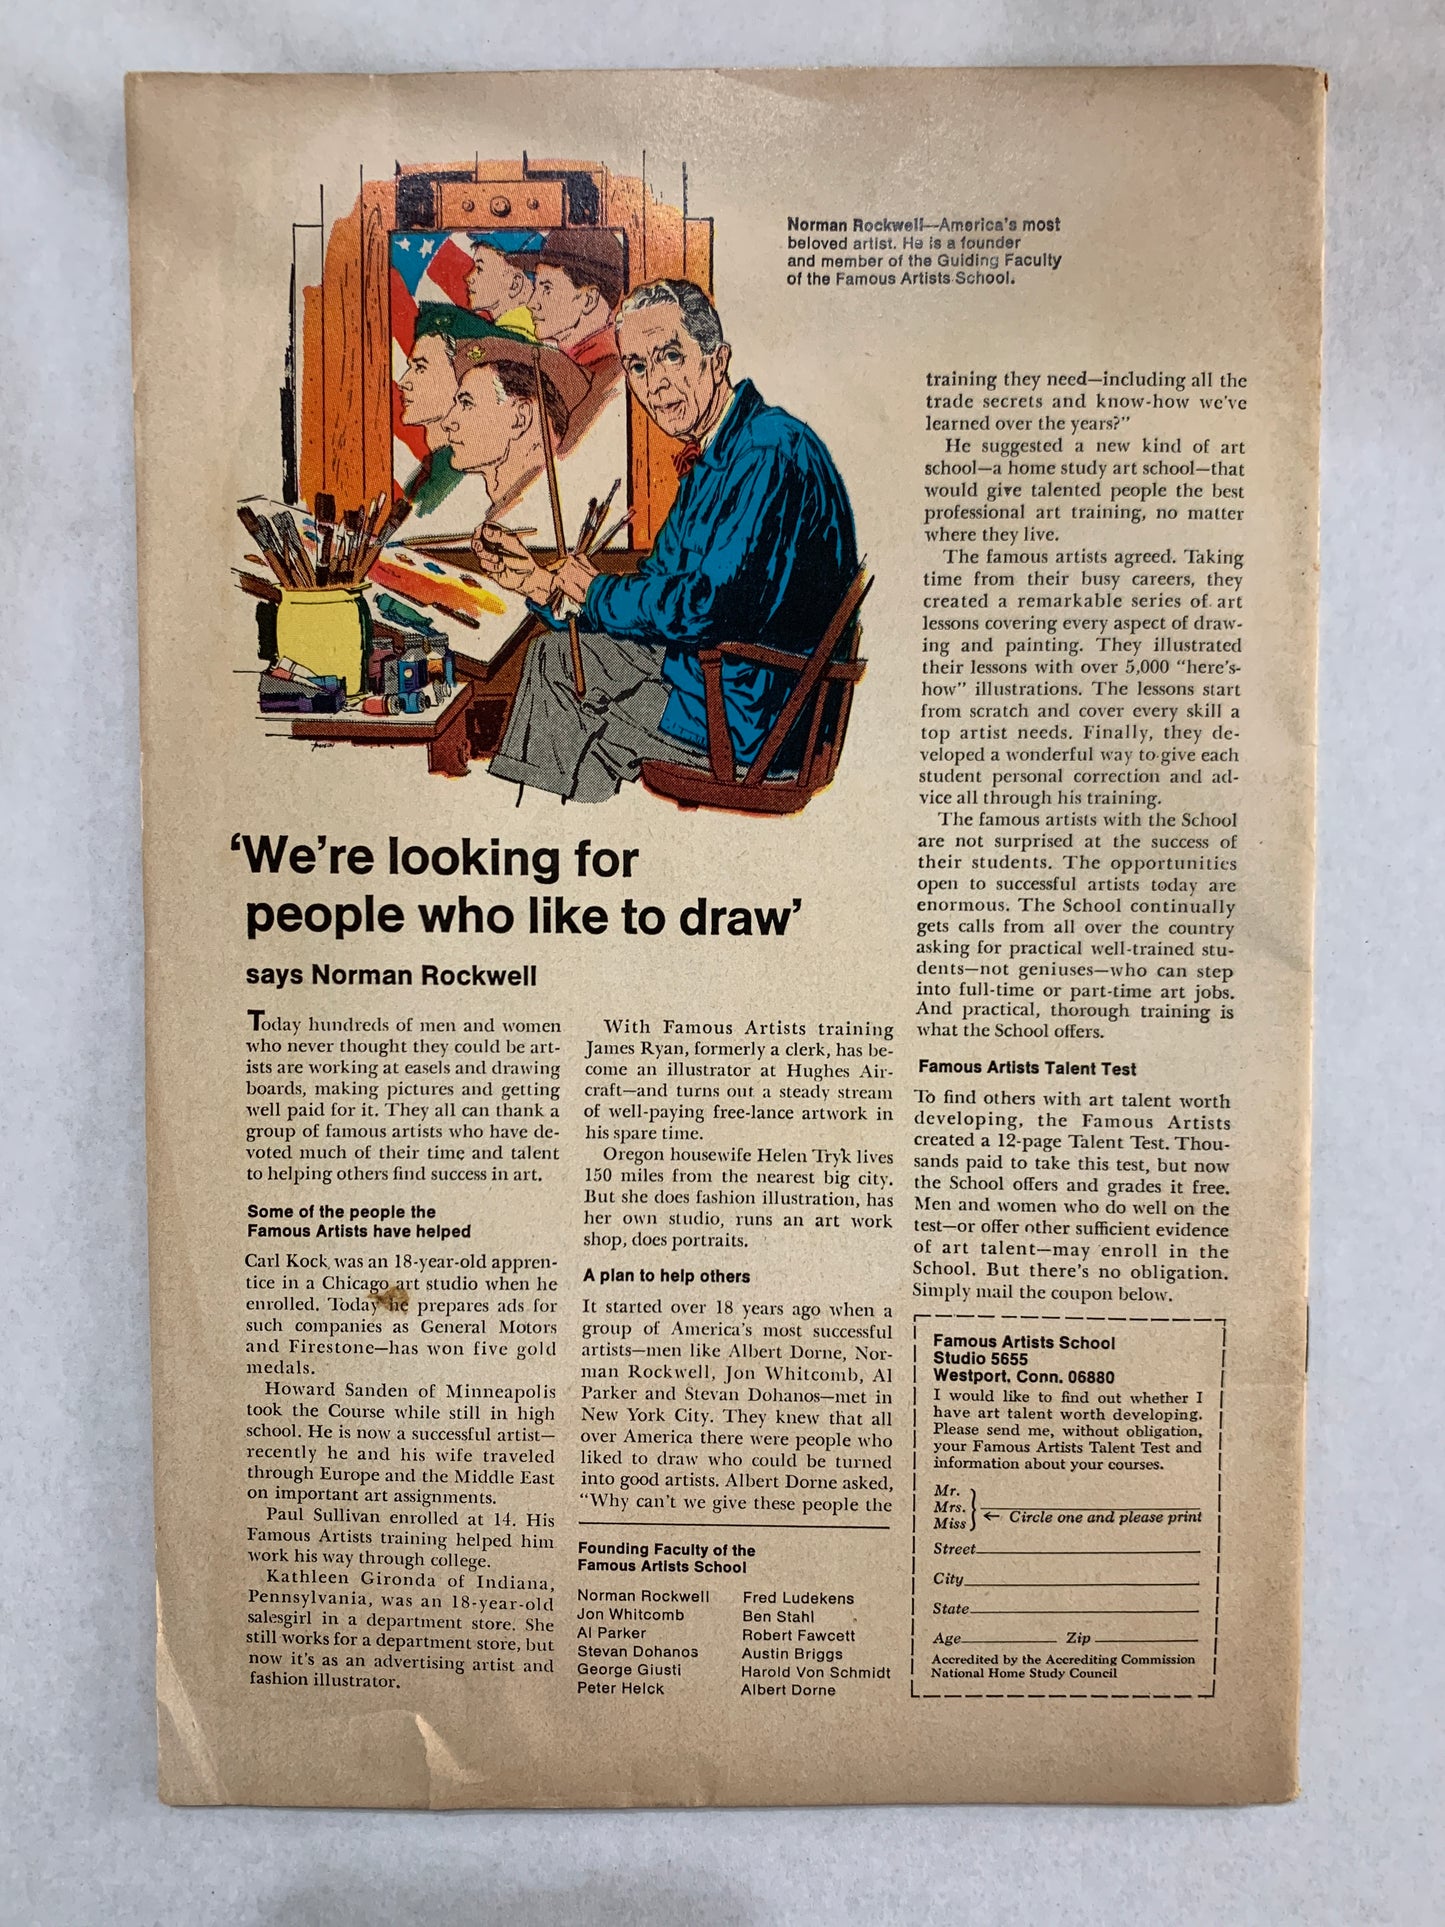 Norman Rockwell—America's most
beloved artist. He is a founder
and member of the Guiding Faculty
of the Famous Artists School.
‘We're looking for
people who like to draw’
says Norman Rockwell
Today hundreds of men and women
who never thought they could be art-
ists are working at easels and drawing
boards, making pictures and getting
well paid for it. They all can thank a
group of famous artists who have de-
voted much of their time and talent
to helping others find success in art.
Some of the people the
Famous Artists have helped
Carl Kock was an 18-year-old appren-
tice in a Chicago art studio when he
enrolled. Today he prepares ads for
such companies as General Motors
and Firestone—has won five gold
medals.
Howard Sanden of Minneapolis
took the Course while still in high
school. He is now a successful artist—
recently he and his wife traveled
through Europe and the Middle East
on important art assignments.
Paul Sullivan enrolled at 14. His
Famous Artists training helped him
work his way through college.
Kathleen Gironda of Indiana,
Pennsylvania, was an 18-year-old
salesgirl in a department store. She
still works for a department store, but
now it's as an advertising artist and
fashion illustrator.
With Famous Artists training
James Ryan, formerly a clerk, has be-
come an illustrator at Hughes Air-
craft—and turns out a steady stream
of well-paying free-lance artwork in
his spare time.
Oregon housewife Helen Tryk lives
150 miles from the nearest big city.
But she does fashion illustration, has
her own studio, runs an art work
shop, does portraits.
A plan to help others
It started over 18 years ago when a
group of America's most successful
artists—men like Albert Dorne, Nor-
man Rockwell, Jon Whitcomb, Al
Parker and Stevan Dohanos—met in
New York City. They knew that all
over America there were people who
liked to draw who could be turned
into good artists. Albert Dorne asked,
“Why can't we give these people the
Founding Faculty of the
Famous Artists School
Norman Rockwell
Jon Whitcomb
Al Parker
Stevan Dohanos
George Giusti
Peter Helck
Fred Ludekens
Ben Stahl
Robert Fawcett
Austin Briggs
Harold Von Schmidt
Albert Dorne
training they need—including all the
trade secrets and know-how we've
learned over the years?”
He suggested a new kind of art
school—a home study art school—that
would give talented people the best
professional art training, no matter
where they live.
The famous artists agreed. Taking
time from their busy careers, they
created a remarkable series of art
lessons covering every aspect of draw-
ing and painting. They illustrated
their lessons with over 5,000 “here's-
how” illustrations. The lessons start
from scratch and cover every skill a
top artist needs. Finally, they de-
veloped a wonderful way to give each
student personal correction and ad-
vice all through his training.
The famous artists with the School
are not surprised at the success of
their students. The opportunities
open to successful artists today are
enormous. The School continually
gets calls from all over the country
asking for practical well-trained stu-
dents—not geniuses—who can step
into full-time or part-time art jobs.
And practical, thorough training is
what the School offers.
Famous Artists Talent Test
To find others with art talent worth
developing, the Famous Artists
created a 12-page Talent Test. Thou-
sands paid to take this test, but now
the School offers and grades it free.
Men and women who do well on the
test—or offer other sufficient evidence
of art talent—may enroll in the
School. But there's no obligation.
Simply mail the coupon below.
Famous Artists School
Studio 5655
Westport, Conn. 06880
I would like to find out whether I
have art talent worth developing.
Please send me, without obligation,
your Famous Artists Talent Test and
information about your courses.
Mr.
Mrs.
Miss
← Circle one and please print
Street
City
State
Age Zip
Accredited by the Accrediting Commission
National Home Study Council